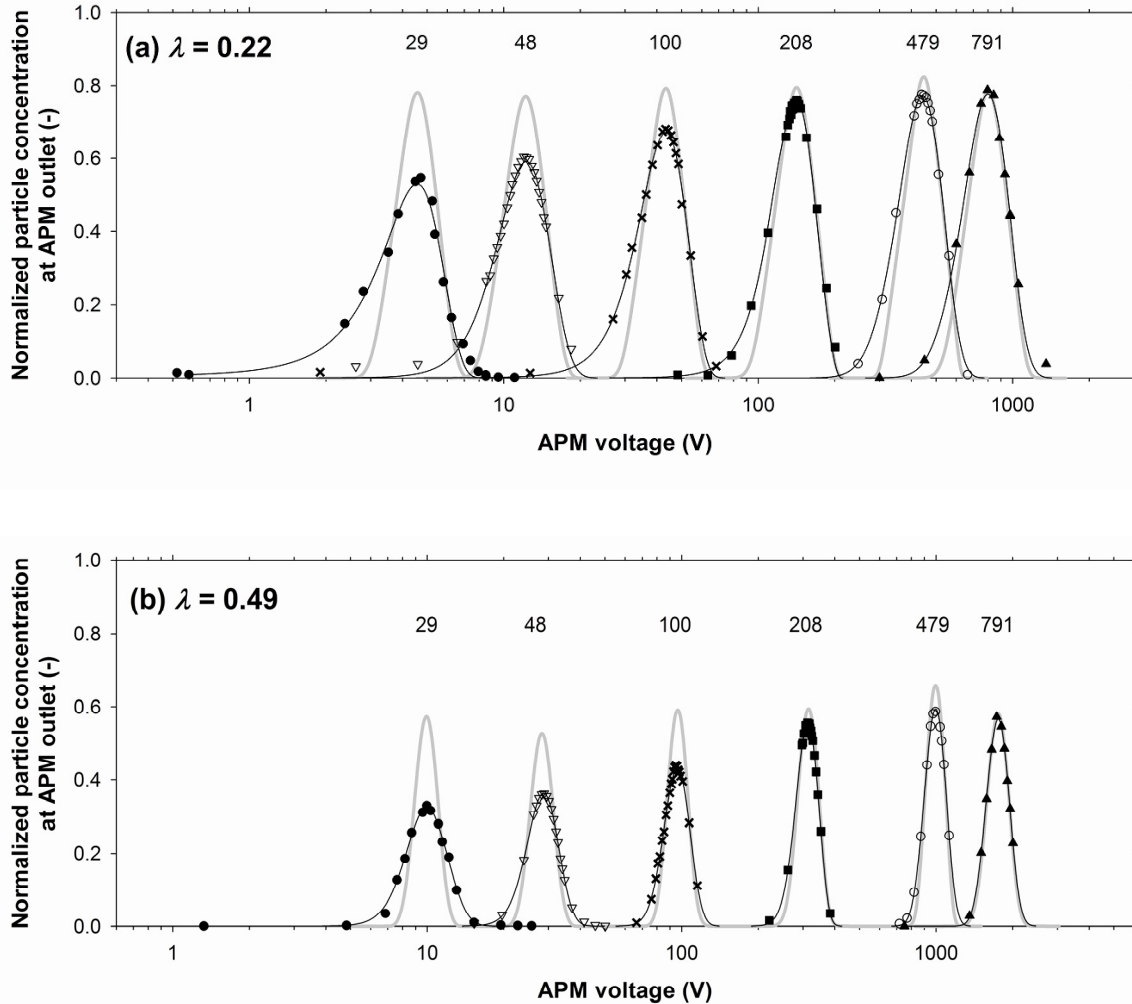 (a) λ = 0.22
29 48 100 208 479 791
Normalized particle concentration
at APM outlet (-)
1.0
0.8
0.6
0.4
0.2
0.0
1 10 100 1000
APM voltage (V)
(b) λ = 0.49
29 48 100 208 479 791
Normalized particle concentration
at APM outlet (-)
1.0
0.8
0.6
0.4
0.2
0.0
1 10 100 1000
APM voltage (V)